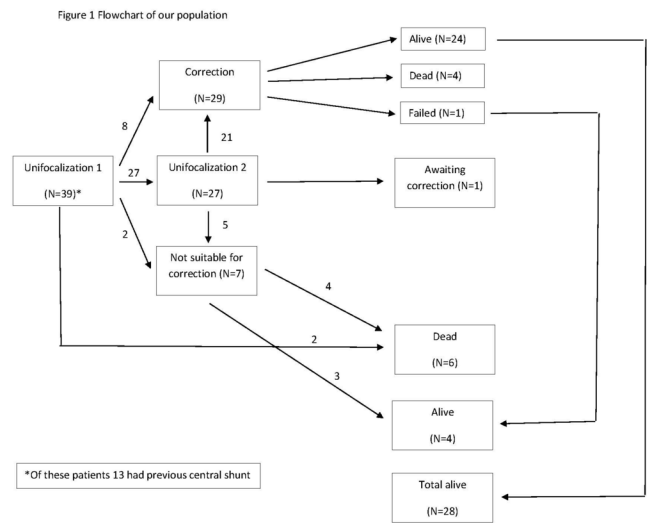 Figure 1 Flowchart of our population
Alive (N=24)
Correction
(N=29)
Dead (N=4)
Failed (N=1)
8
21
Unifocalization 1
(N=39)*
27
Unifocalization 2
(N=27)
Awaiting
correction (N=1)
2
5
Not suitable for
correction (N=7)
4
2
Dead
(N=6)
3
Alive
(N=4)
*Of these patients 13 had previous central shunt
Total alive
(N=28)